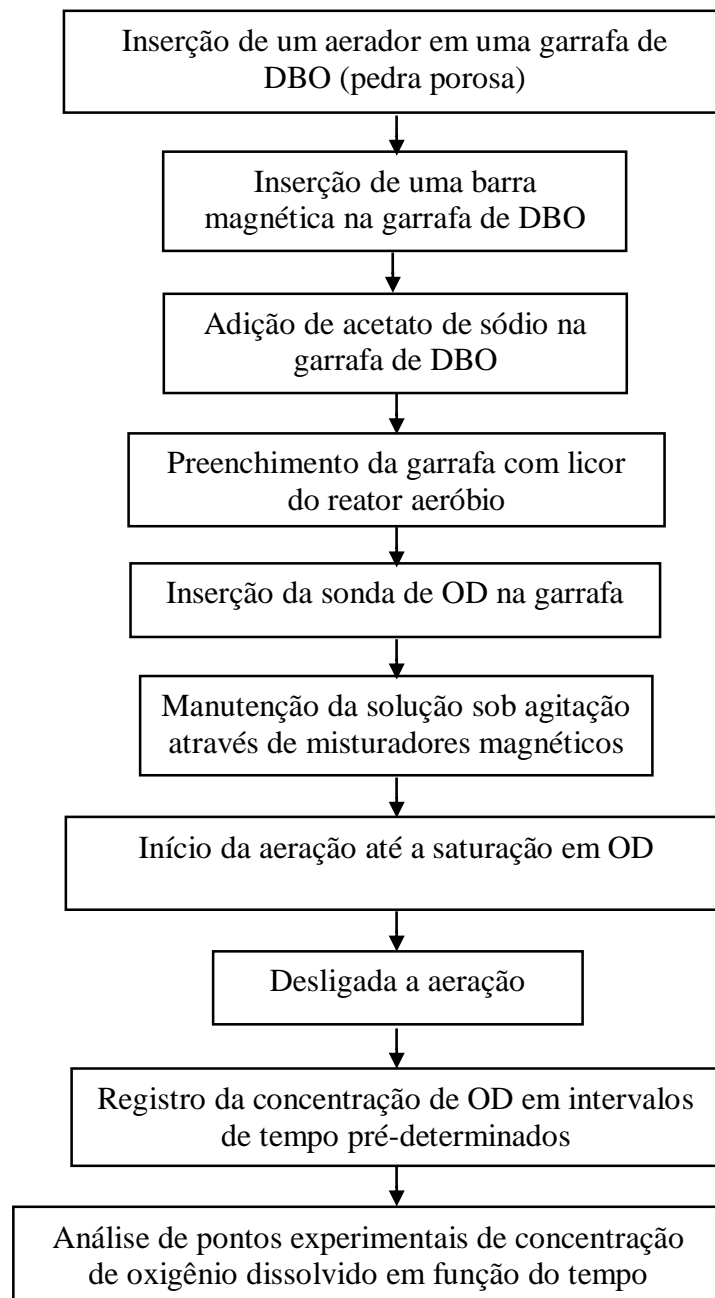 Inserção de um aerador em uma garrafa de
DBO (pedra porosa)
Inserção de uma barra
magnética na garrafa de DBO
Adição de acetato de sódio na
garrafa de DBO
Preenchimento da garrafa com licor
do reator aeróbio
Inserção da sonda de OD na garrafa
Manutenção da solução sob agitação
através de misturadores magnéticos
Início da aeração até a saturação em OD
Desligada a aeração
Registro da concentração de OD em intervalos
de tempo pré-determinados
Análise de pontos experimentais de concentração
de oxigênio dissolvido em função do tempo